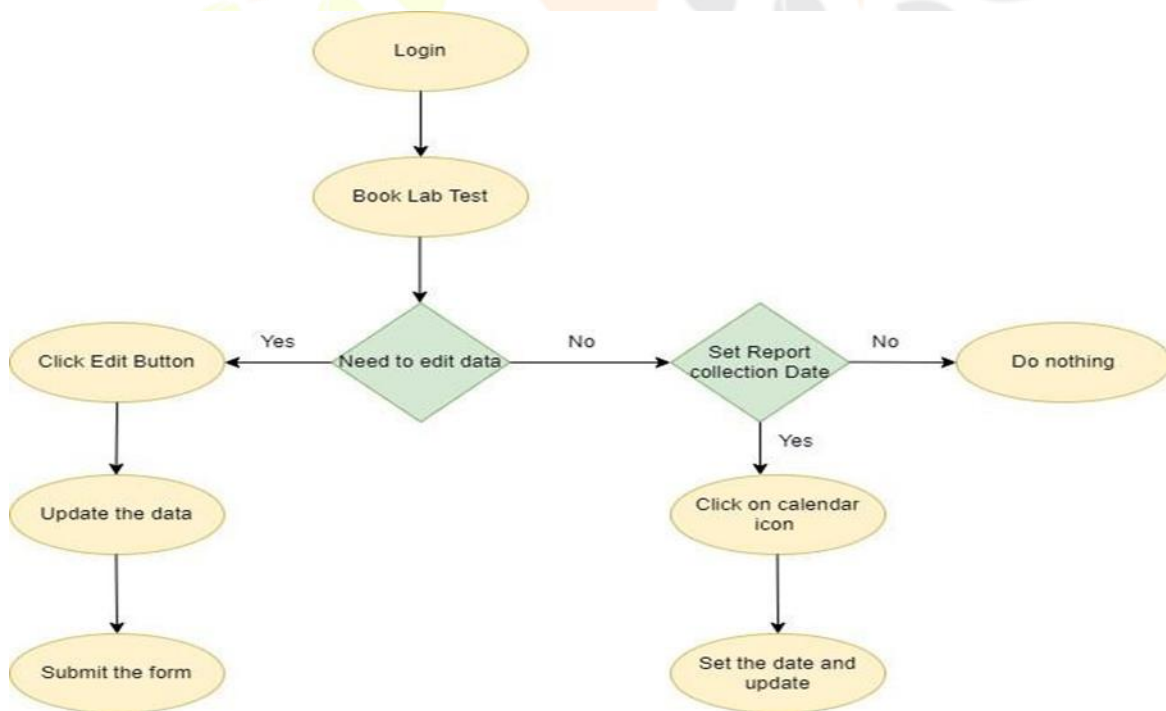 Login
Book Lab Test
Yes
No
No
Click Edit Button
Need to edit data
Set Report
collection Date
Do nothing
Yes
Update the data
Click on calendar
icon
Submit the form
Set the date and
update